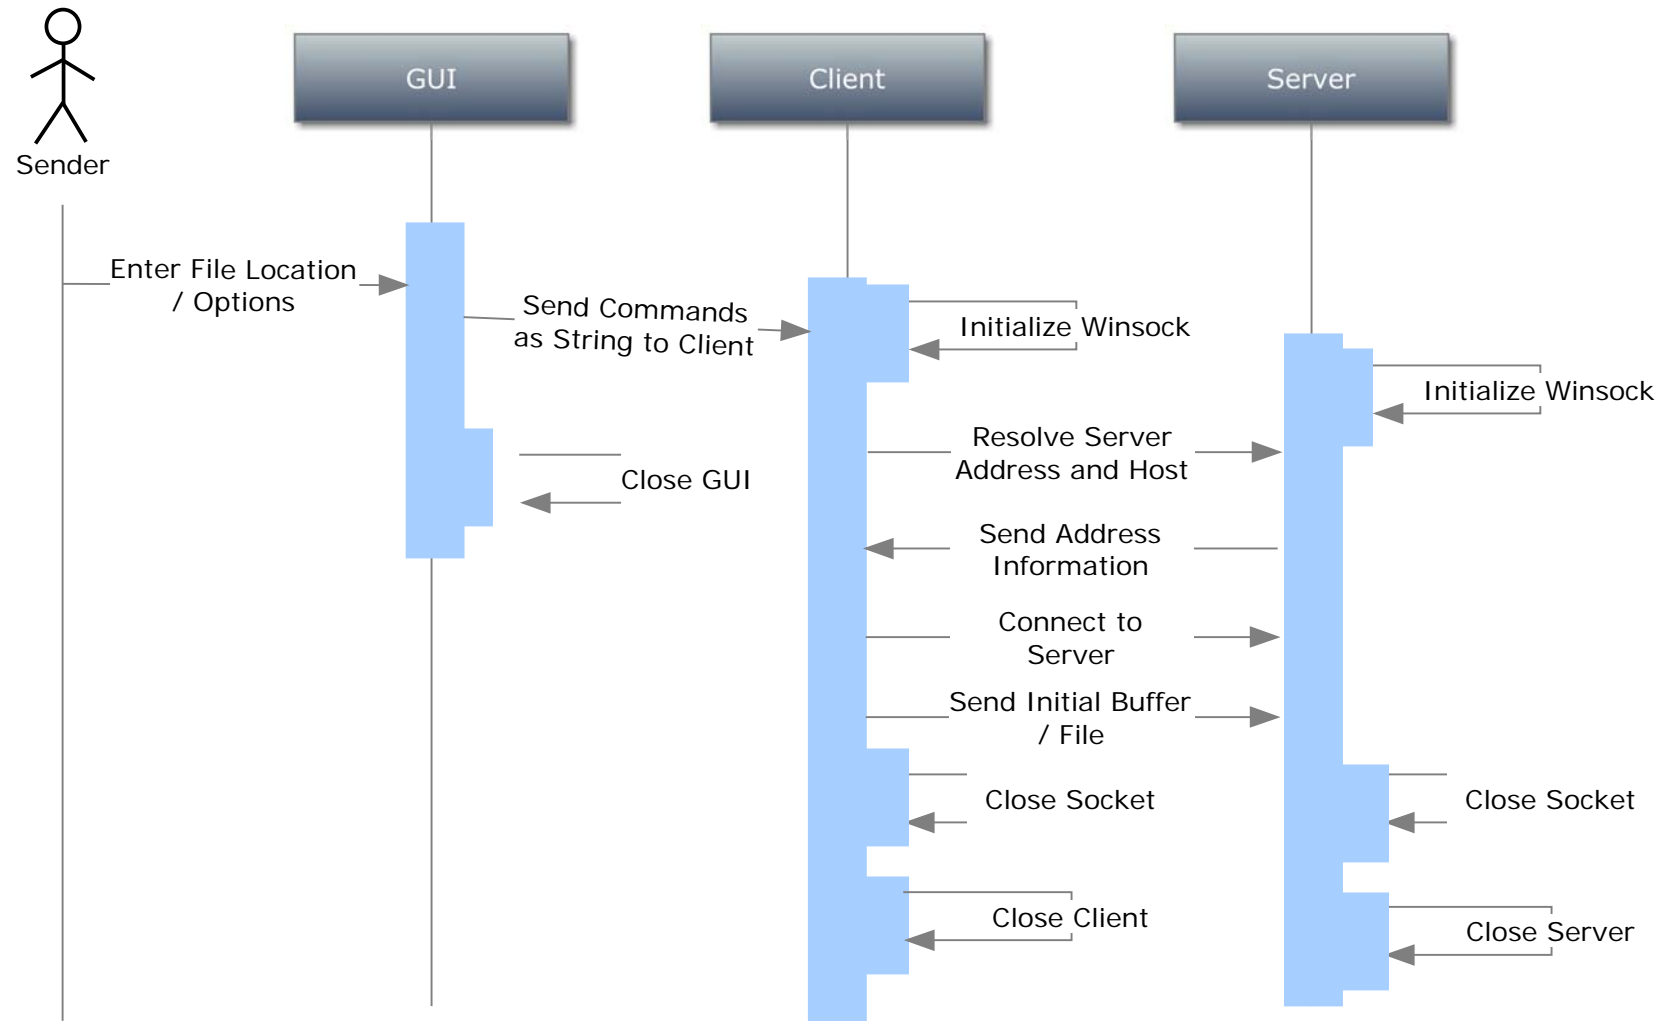 GUI
Client
Server
Sender
Enter File Location
/ Options
Send Commands
as String to Client
Initialize Winsock
Initialize Winsock
Resolve Server
Address and Host
Close GUI
Send Address
Information
Connect to
Server
Send Initial Buffer
/ File
Close Socket
Close Socket
Close Client
Close Server